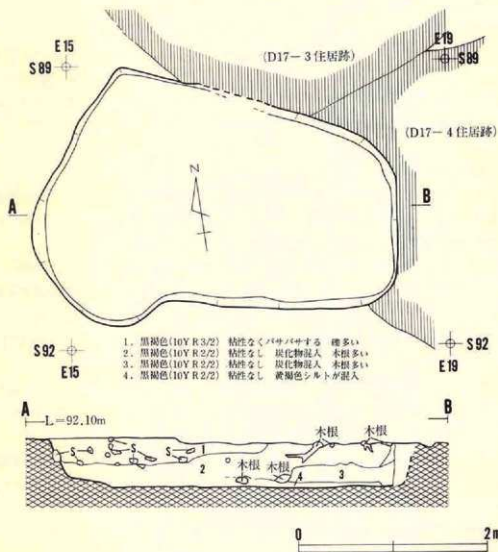 E15
S89
(D17-3住居跡)
E19
S89
(D17-4住居跡)
N
A
B
S92
E15
S92
E19
1. 黒褐色(10YR3/2) 粘性なくパサパサする 礫多い
2. 黒褐色(10YR2/2) 粘性なし 炭化物混入 木根多い
3. 黒褐色(10YR2/2) 粘性なし 炭化物混入 木根多い
4. 黒褐色(10YR2/2) 粘性なし 黄褐色シルトが混入
A
L=92.10m
B
木根
木根
S
S
S
S
1
2
木根
木根
4
3
0
2m